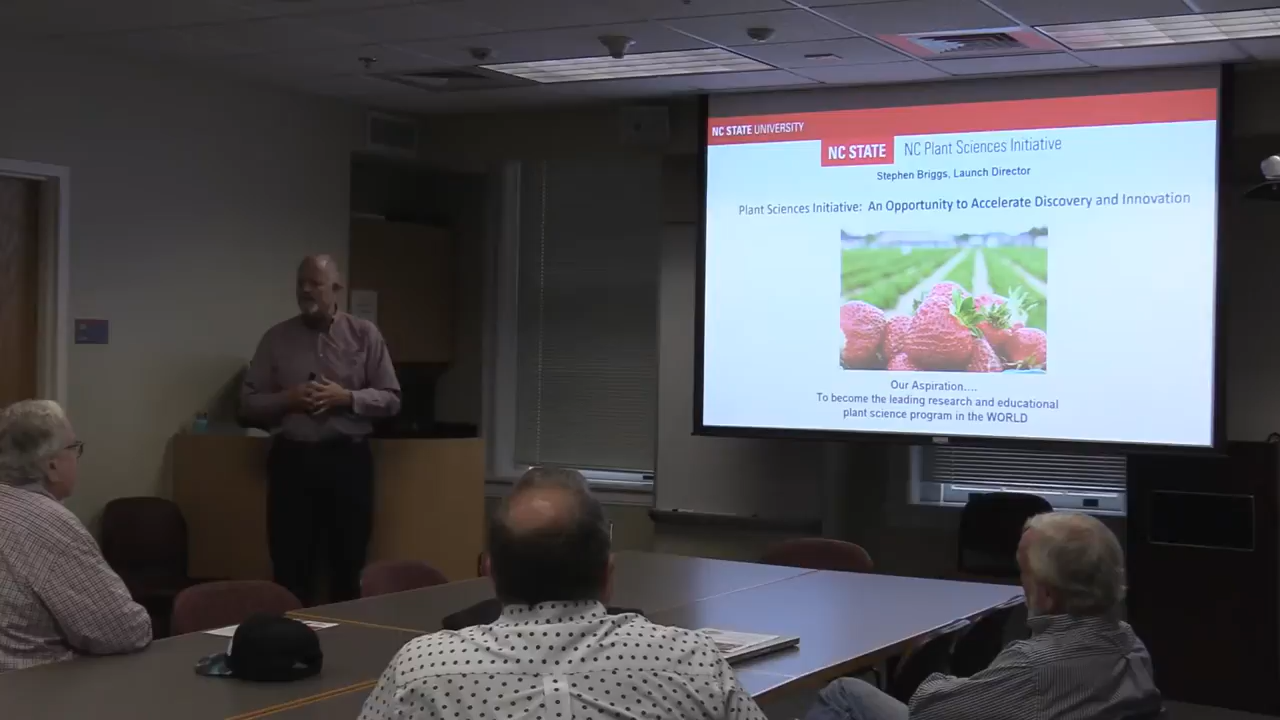 NC STATE UNIVERSITY
NC STATE NC Plant Sciences Initiative
Stephen Briggs, Launch Director
Plant Sciences Initiative: An Opportunity to Accelerate Discovery and Innovation
Our Aspiration....
To become the leading research and educational
plant science program in the WORLD